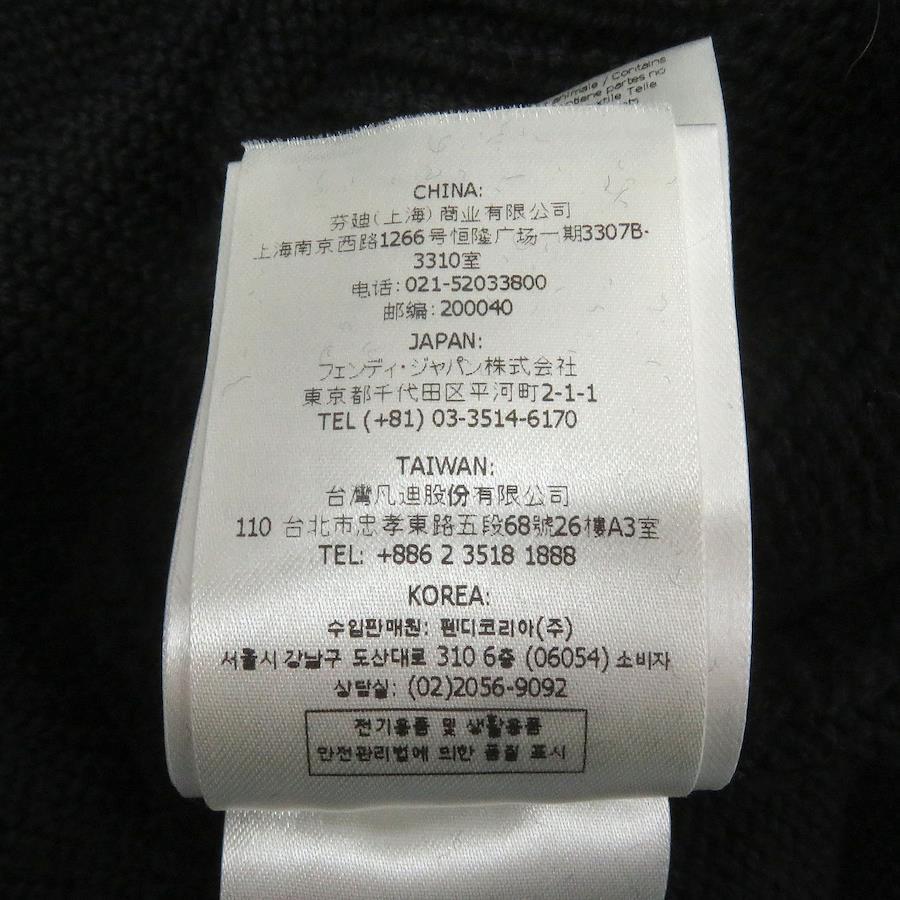 animale / Contains
contiene partes no
textile Teile
CHINA:
芬迪(上海) 商业有限公司
上海南京西路1266号恒隆广场一期3307B-
3310室
电话: 021-52033800
邮编: 200040
JAPAN:
フェンディ・ジャパン株式会社
東京都千代田区平河町2-1-1
TEL (+81) 03-3514-6170
TAIWAN:
台灣凡迪股份有限公司
110 台北市忠孝東路五段68號26樓A3室
TEL: +886 2 3518 1888
KOREA:
수입판매원: 펜디코리아(주)
서울시 강남구 도산대로 310 6층 (06054) 소비자
상담실: (02)2056-9092
전기용품 및 생활용품
안전관리법에 의한 품질 표시